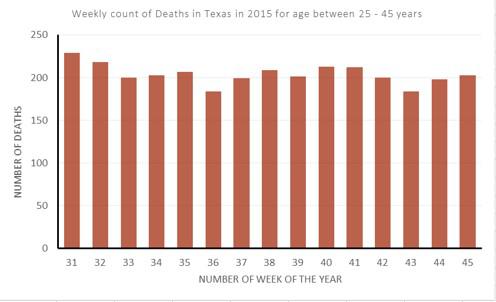 Weekly count of Deaths in Texas in 2015 for age between 25 - 45 years
250
200
150
100
50
0
NUMBER OF DEATHS
31 32 33 34 35 36 37 38 39 40 41 42 43 44 45
NUMBER OF WEEK OF THE YEAR